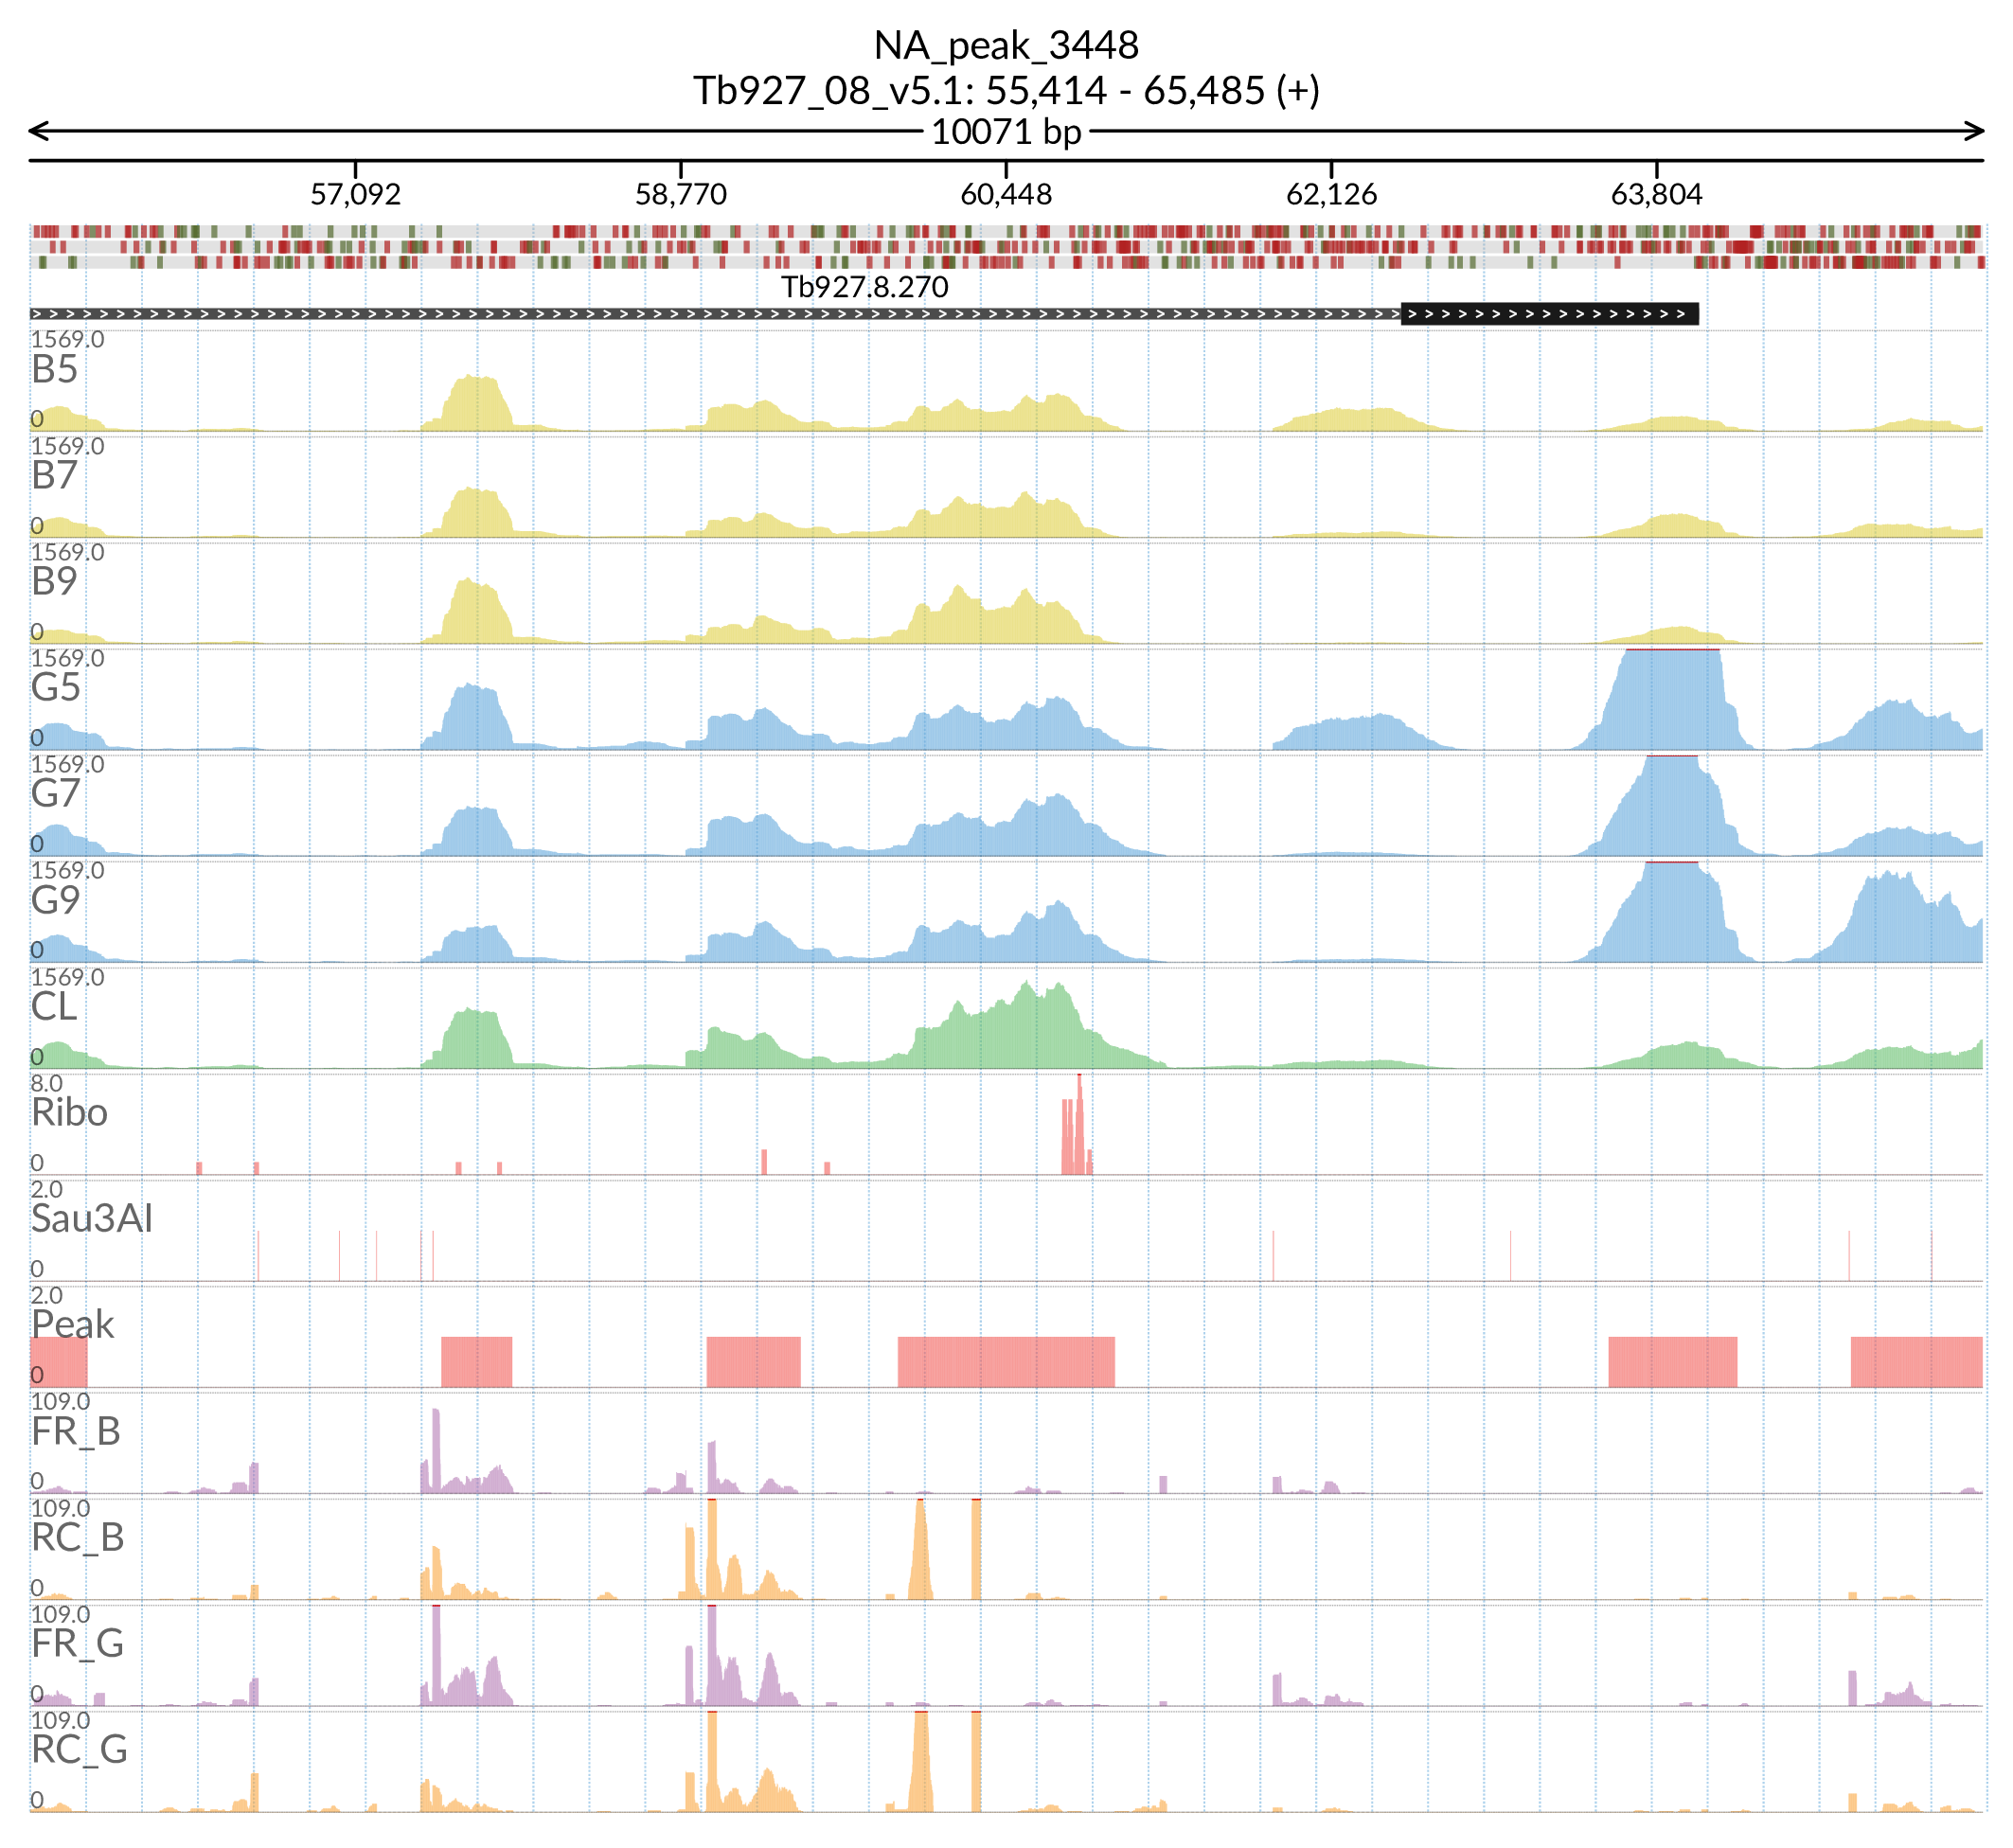 NA_peak_3448
Tb927_08_v5.1: 55,414 - 65,485 (+)
10071 bp
57,092 58,770 60,448 62,126 63,804
Tb927.8.270
1569.0
B5
0
1569.0
B7
0
1569.0
B9
0
1569.0
G5
0
1569.0
G7
0
1569.0
G9
0
1569.0
CL
0
8.0
Ribo
0
2.0
Sau3AI
0
2.0
Peak
0
109.0
FR_B
0
109.0
RC_B
0
109.0
FR_G
0
109.0
RC_G
0